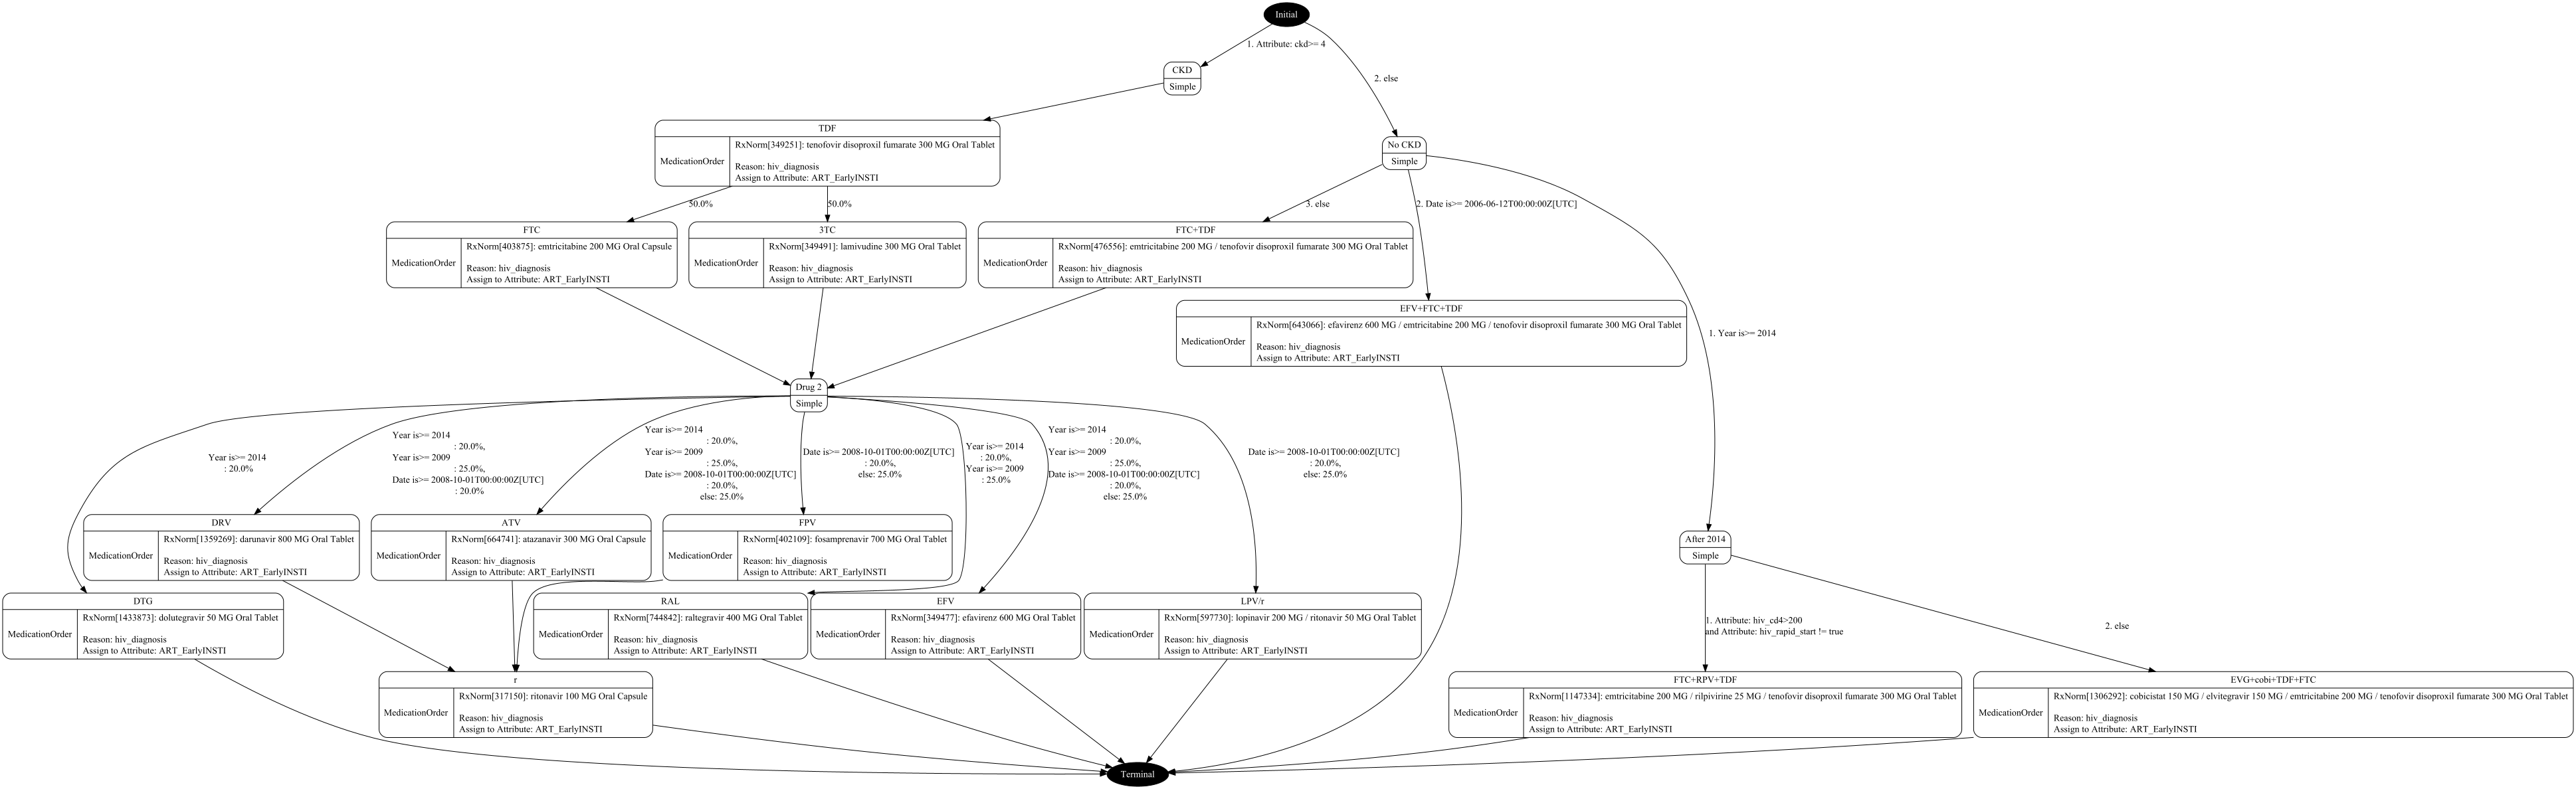 Initial
1. Attribute: ckd>= 4
2. else
CKD
Simple
TDF
MedicationOrder
RxNorm[349251]: tenofovir disoproxil fumarate 300 MG Oral Tablet
Reason: hiv_diagnosis
Assign to Attribute: ART_EarlyINSTI
No CKD
Simple
50.0%
50.0%
3. else
2. Date is>= 2006-06-12T00:00:00Z[UTC]
FTC
MedicationOrder
RxNorm[403875]: emtricitabine 200 MG Oral Capsule
Reason: hiv_diagnosis
Assign to Attribute: ART_EarlyINSTI
3TC
MedicationOrder
RxNorm[349491]: lamivudine 300 MG Oral Tablet
Reason: hiv_diagnosis
Assign to Attribute: ART_EarlyINSTI
FTC+TDF
MedicationOrder
RxNorm[476556]: emtricitabine 200 MG / tenofovir disoproxil fumarate 300 MG Oral Tablet
Reason: hiv_diagnosis
Assign to Attribute: ART_EarlyINSTI
EFV+FTC+TDF
MedicationOrder
RxNorm[643066]: efavirenz 600 MG / emtricitabine 200 MG / tenofovir disoproxil fumarate 300 MG Oral Tablet
Reason: hiv_diagnosis
Assign to Attribute: ART_EarlyINSTI
1. Year is>= 2014
Drug 2
Simple
Year is>= 2014
: 20.0%
Year is>= 2014
: 20.0%,
Year is>= 2009
: 25.0%,
Date is>= 2008-10-01T00:00:00Z[UTC]
: 20.0%
Year is>= 2014
: 20.0%,
Year is>= 2009
: 25.0%,
Date is>= 2008-10-01T00:00:00Z[UTC]
: 20.0%,
else: 25.0%
Date is>= 2008-10-01T00:00:00Z[UTC]
: 20.0%,
else: 25.0%
Year is>= 2014
: 20.0%,
Year is>= 2009
: 25.0%
Year is>= 2014
: 20.0%,
Year is>= 2009
: 25.0%,
Date is>= 2008-10-01T00:00:00Z[UTC]
: 20.0%,
else: 25.0%
Date is>= 2008-10-01T00:00:00Z[UTC]
: 20.0%,
else: 25.0%
DRV
MedicationOrder
RxNorm[1359269]: darunavir 800 MG Oral Tablet
Reason: hiv_diagnosis
Assign to Attribute: ART_EarlyINSTI
ATV
MedicationOrder
RxNorm[664741]: atazanavir 300 MG Oral Capsule
Reason: hiv_diagnosis
Assign to Attribute: ART_EarlyINSTI
FPV
MedicationOrder
RxNorm[402109]: fosamprenavir 700 MG Oral Tablet
Reason: hiv_diagnosis
Assign to Attribute: ART_EarlyINSTI
After 2014
Simple
DTG
MedicationOrder
RxNorm[1433873]: dolutegravir 50 MG Oral Tablet
Reason: hiv_diagnosis
Assign to Attribute: ART_EarlyINSTI
RAL
MedicationOrder
RxNorm[744842]: raltegravir 400 MG Oral Tablet
Reason: hiv_diagnosis
Assign to Attribute: ART_EarlyINSTI
EFV
MedicationOrder
RxNorm[349477]: efavirenz 600 MG Oral Tablet
Reason: hiv_diagnosis
Assign to Attribute: ART_EarlyINSTI
LPV/r
MedicationOrder
RxNorm[597730]: lopinavir 200 MG / ritonavir 50 MG Oral Tablet
Reason: hiv_diagnosis
Assign to Attribute: ART_EarlyINSTI
1. Attribute: hiv_cd4>200
and Attribute: hiv_rapid_start != true
2. else
r
MedicationOrder
RxNorm[317150]: ritonavir 100 MG Oral Capsule
Reason: hiv_diagnosis
Assign to Attribute: ART_EarlyINSTI
FTC+RPV+TDF
MedicationOrder
RxNorm[1147334]: emtricitabine 200 MG / rilpivirine 25 MG / tenofovir disoproxil fumarate 300 MG Oral Tablet
Reason: hiv_diagnosis
Assign to Attribute: ART_EarlyINSTI
EVG+cobi+TDF+FTC
MedicationOrder
RxNorm[1306292]: cobicistat 150 MG / elvitegravir 150 MG / emtricitabine 200 MG / tenofovir disoproxil fumarate 300 MG Oral Tablet
Reason: hiv_diagnosis
Assign to Attribute: ART_EarlyINSTI
Terminal